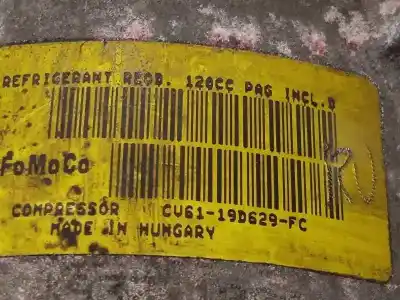 REFRIGERANT REQD. 120CC PAG INCL.D
FoMoCo
COMPRESSOR CV61-19D629-FC
MADE IN HUNGARY